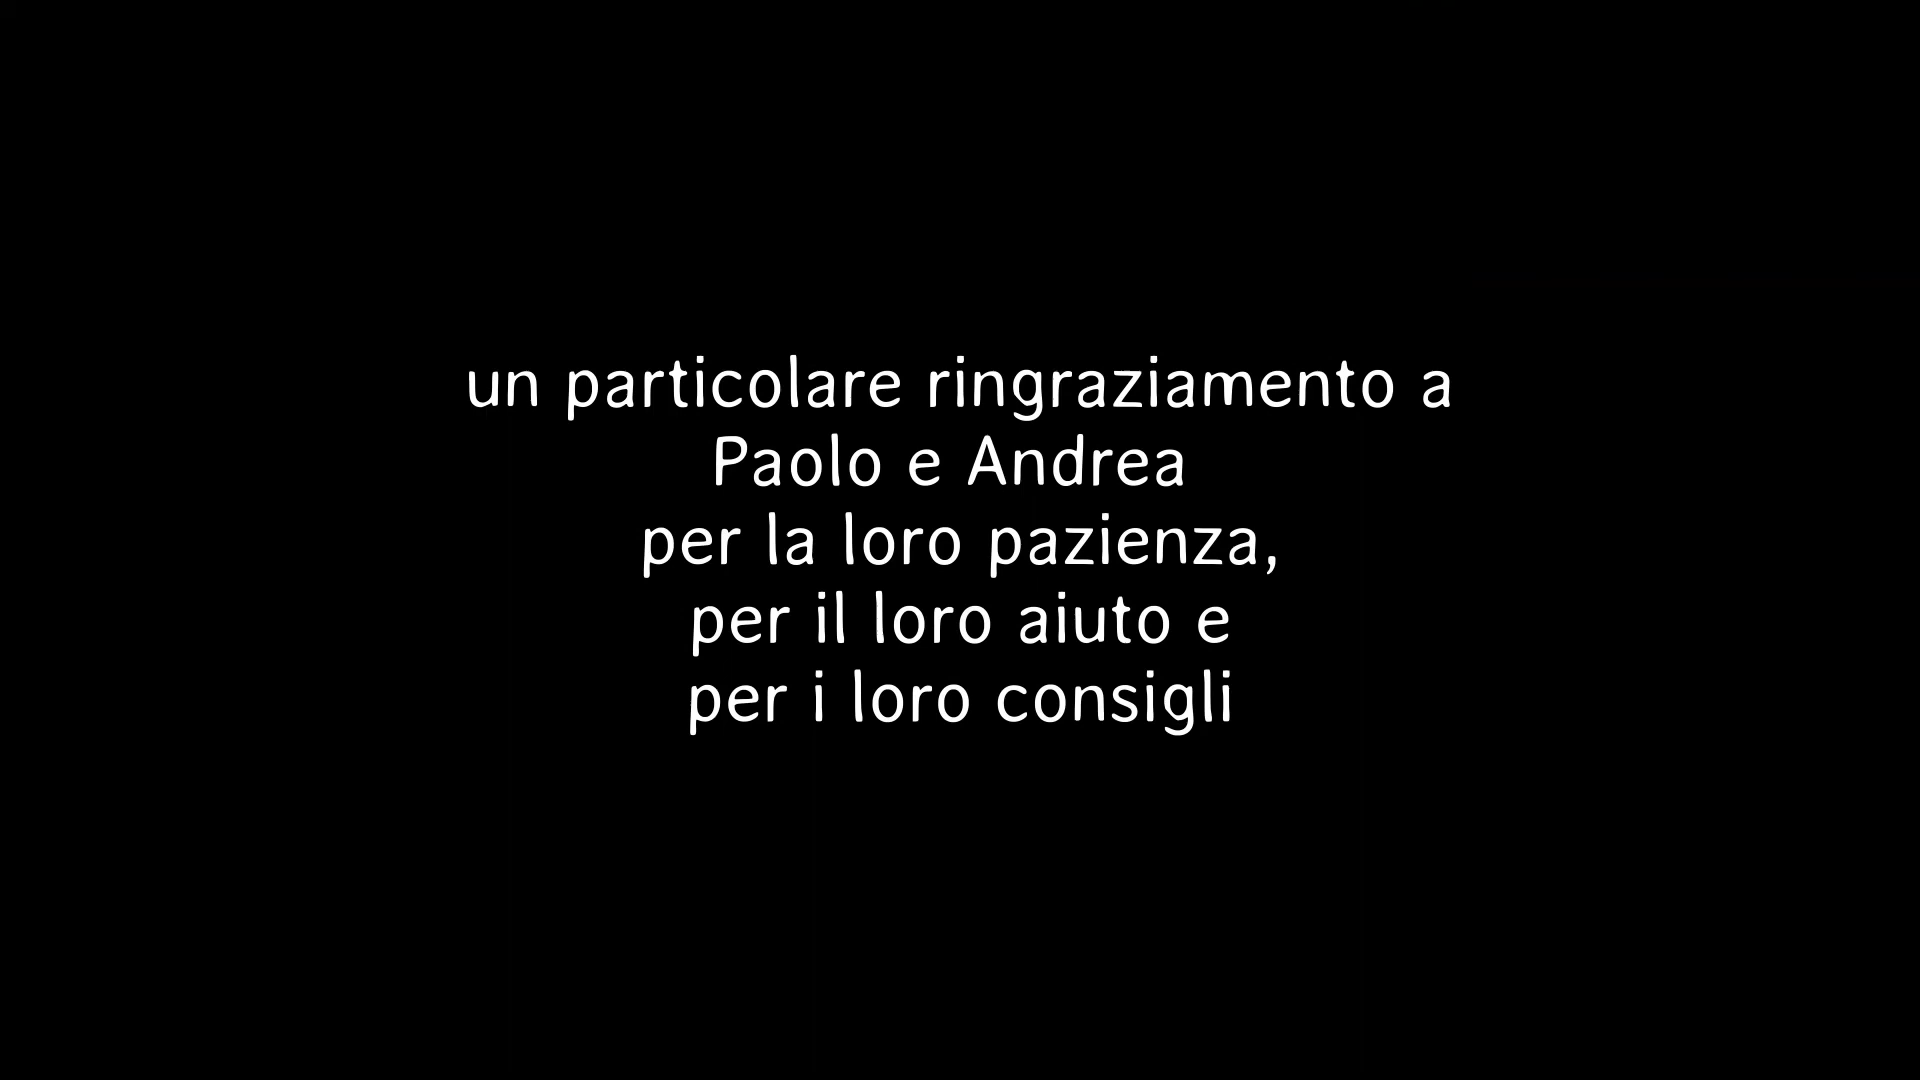 un particolare ringraziamento a
Paolo e Andrea
per la loro pazienza,
per il loro aiuto e
per i loro consigli